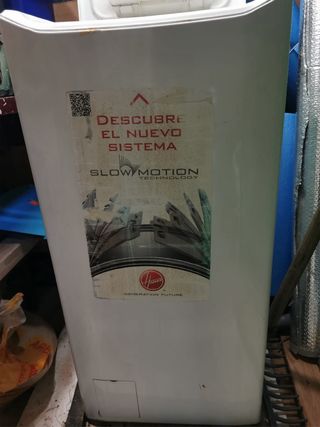 DESCUBRE
EL NUEVO
SISTEMA
SLOW MOTION
TECHNOLOGY
Hoover
GENERATION FUTURE